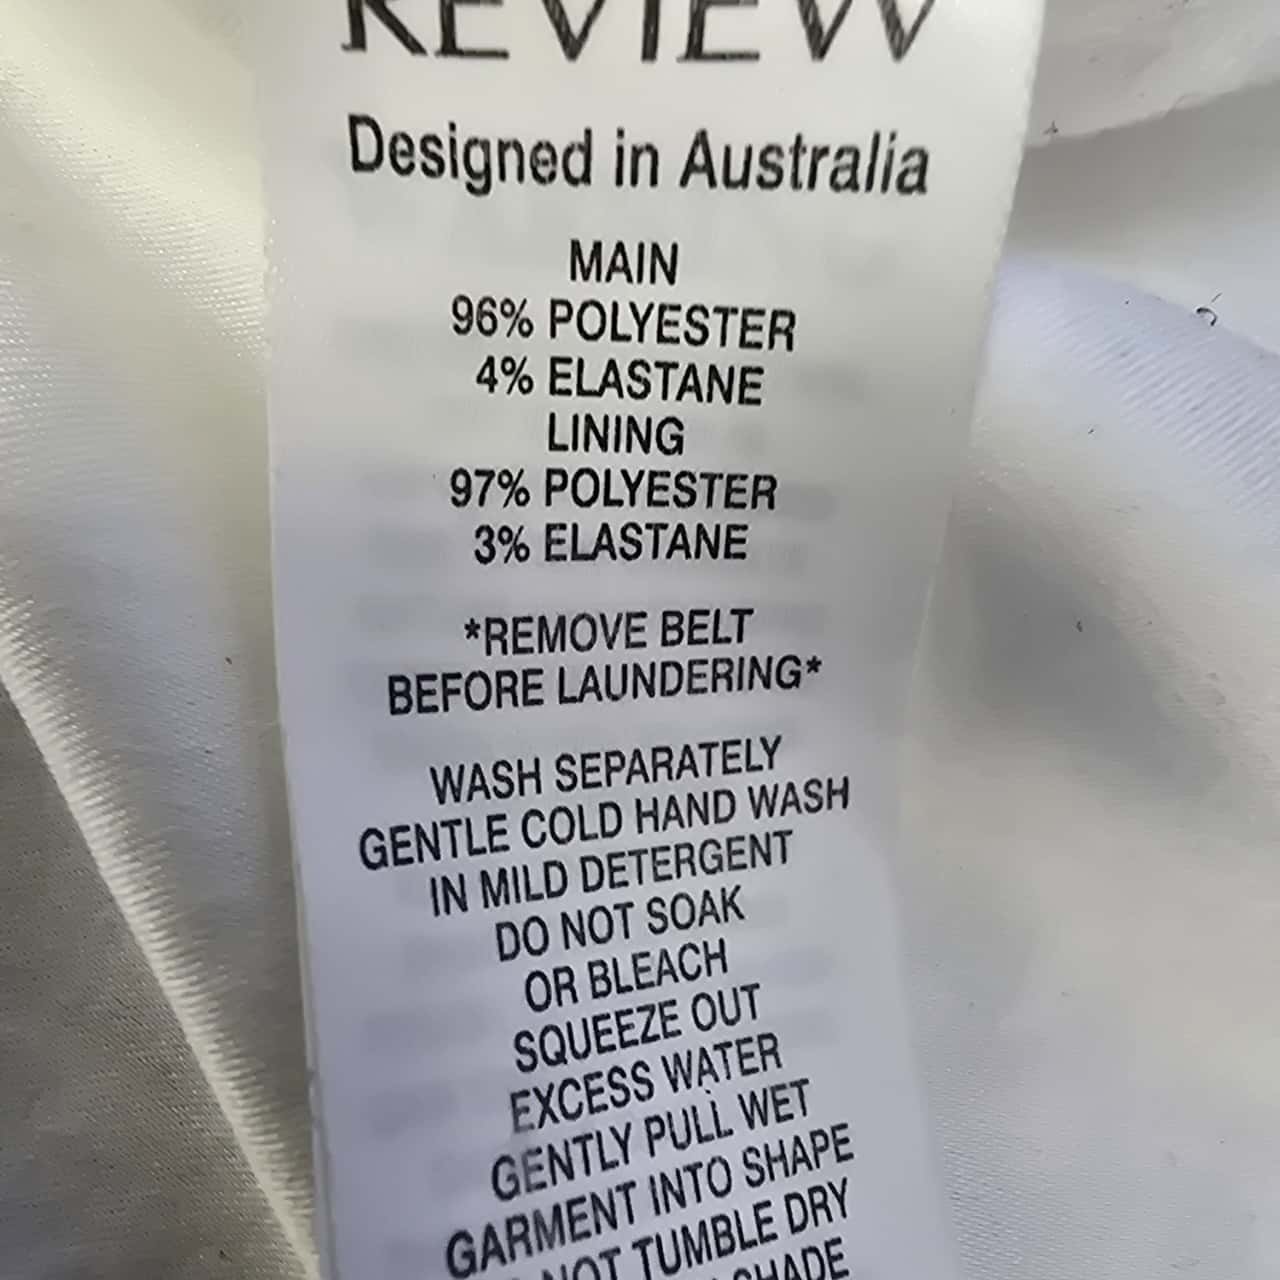 REVIEW
Designed in Australia
MAIN
96% POLYESTER
4% ELASTANE
LINING
97% POLYESTER
3% ELASTANE
*REMOVE BELT
BEFORE LAUNDERING*
WASH SEPARATELY
GENTLE COLD HAND WASH
IN MILD DETERGENT
DO NOT SOAK
OR BLEACH
SQUEEZE OUT
EXCESS WATER
GENTLY PULL WET
GARMENT INTO SHAPE
NOT TUMBLE DRY
SHADE